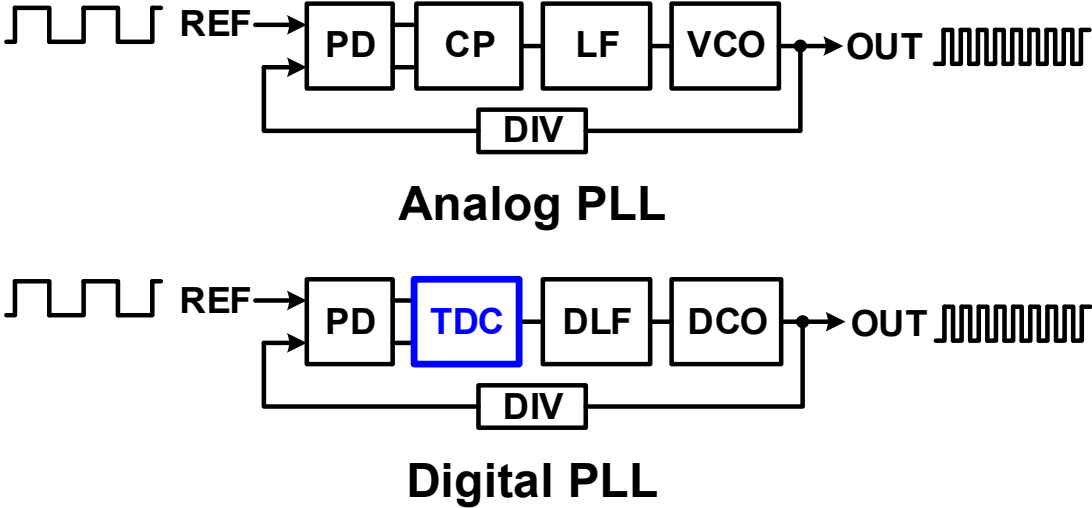 REF PD CP LF VCO OUT
DIV
Analog PLL
REF PD TDC DLF DCO OUT
DIV
Digital PLL